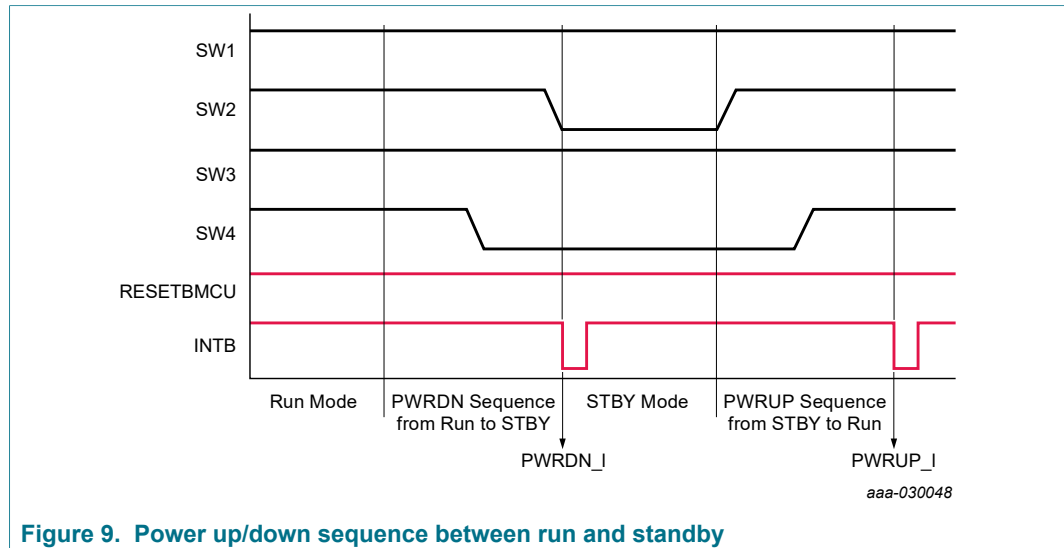 SW1
SW2
SW3
SW4
RESETBMCU
INTB
Run Mode
PWRDN Sequence
from Run to STBY
STBY Mode
PWRUP Sequence
from STBY to Run
PWRDN_I
PWRUP_I
aaa-030048
Figure 9. Power up/down sequence between run and standby